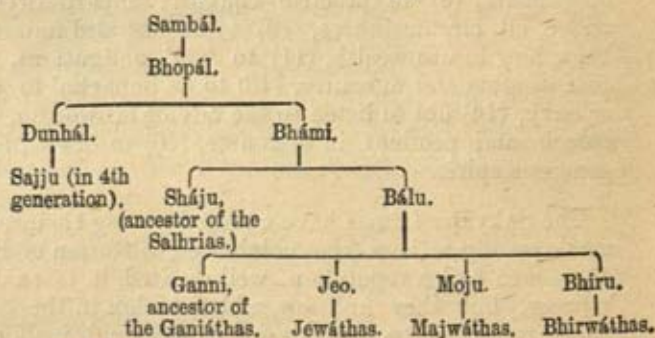 Sambál.
Bhopál.
Dunhál. Bhámi.
Sajju (in 4th generation). Sháju, (ancestor of the Salhrias.) Bálu.
Ganni, ancestor of the Ganiáthas. Jeo. Jewáthas. Moju. Majwáthas. Bhiru. Bhirwáthas.